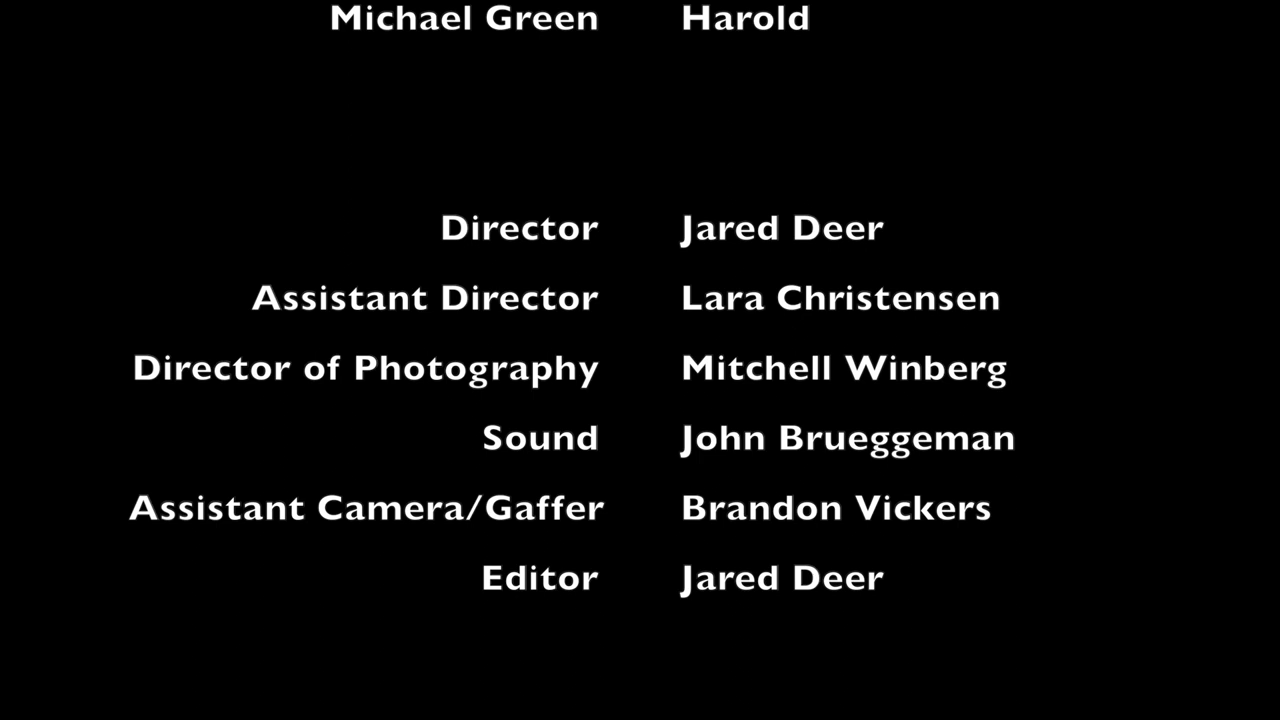 Michael Green Harold
Director Jared Deer
Assistant Director Lara Christensen
Director of Photography Mitchell Winberg
Sound John Brueggeman
Assistant Camera/Gaffer Brandon Vickers
Editor Jared Deer